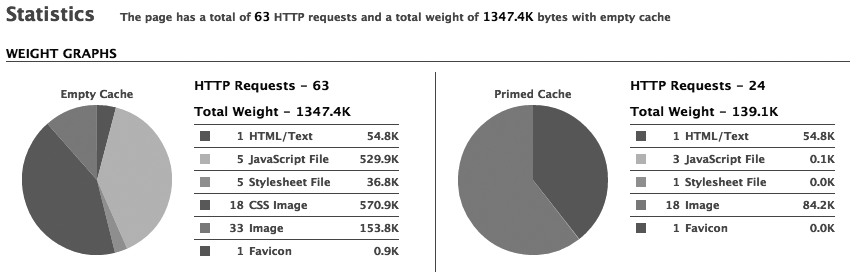 Statistics The page has a total of 63 HTTP requests and a total weight of 1347.4K bytes with empty cache
WEIGHT GRAPHS
Empty Cache
HTTP Requests - 63
Total Weight - 1347.4K
1 HTML/Text 54.8K
5 JavaScript File 529.9K
5 Stylesheet File 36.8K
18 CSS Image 570.9K
33 Image 153.8K
1 Favicon 0.9K
Primed Cache
HTTP Requests - 24
Total Weight - 139.1K
1 HTML/Text 54.8K
3 JavaScript File 0.1K
1 Stylesheet File 0.0K
18 Image 84.2K
1 Favicon 0.0K